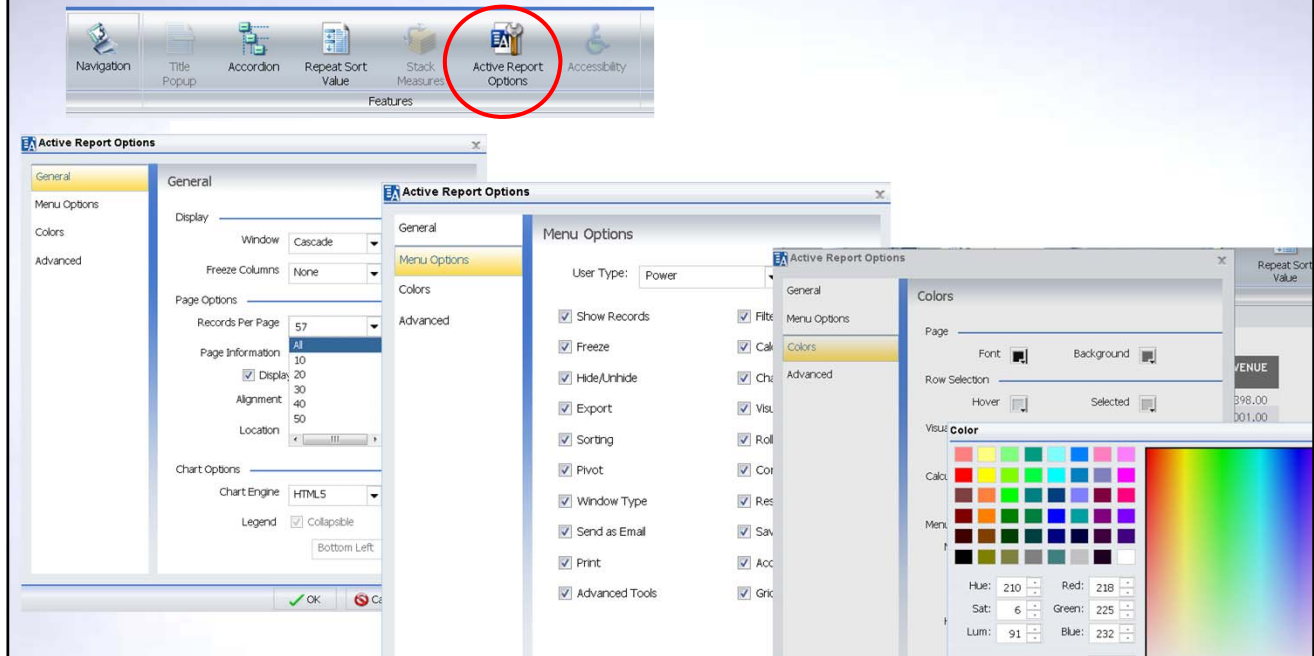 Navigation
Title Popup
Accordion
Repeat Sort Value
Stack Measures
Active Report Options
Accessibility
Features
Active Report Options
General
Menu Options
Colors
Advanced
General
Display
Window Cascade
Freeze Columns None
Page Options
Records Per Page 57
All
10
20
30
40
50
Page Information
Alignment
Location
Chart Options
Chart Engine HTML5
Legend Collapsible
Bottom Left
OK
Active Report Options
General
Menu Options
Colors
Advanced
Menu Options
User Type: Power
Show Records
Freeze
Hide/Unhide
Export
Sorting
Pivot
Window Type
Send as Email
Print
Advanced Tools
Active Report Options
General
Menu Options
Colors
Advanced
Colors
Page
Font Background
Row Selection
Hover Selected
Color
Hue: 210 Red: 218
Sat: 6 Green: 225
Lum: 91 Blue: 232
Repeat Sort
Value